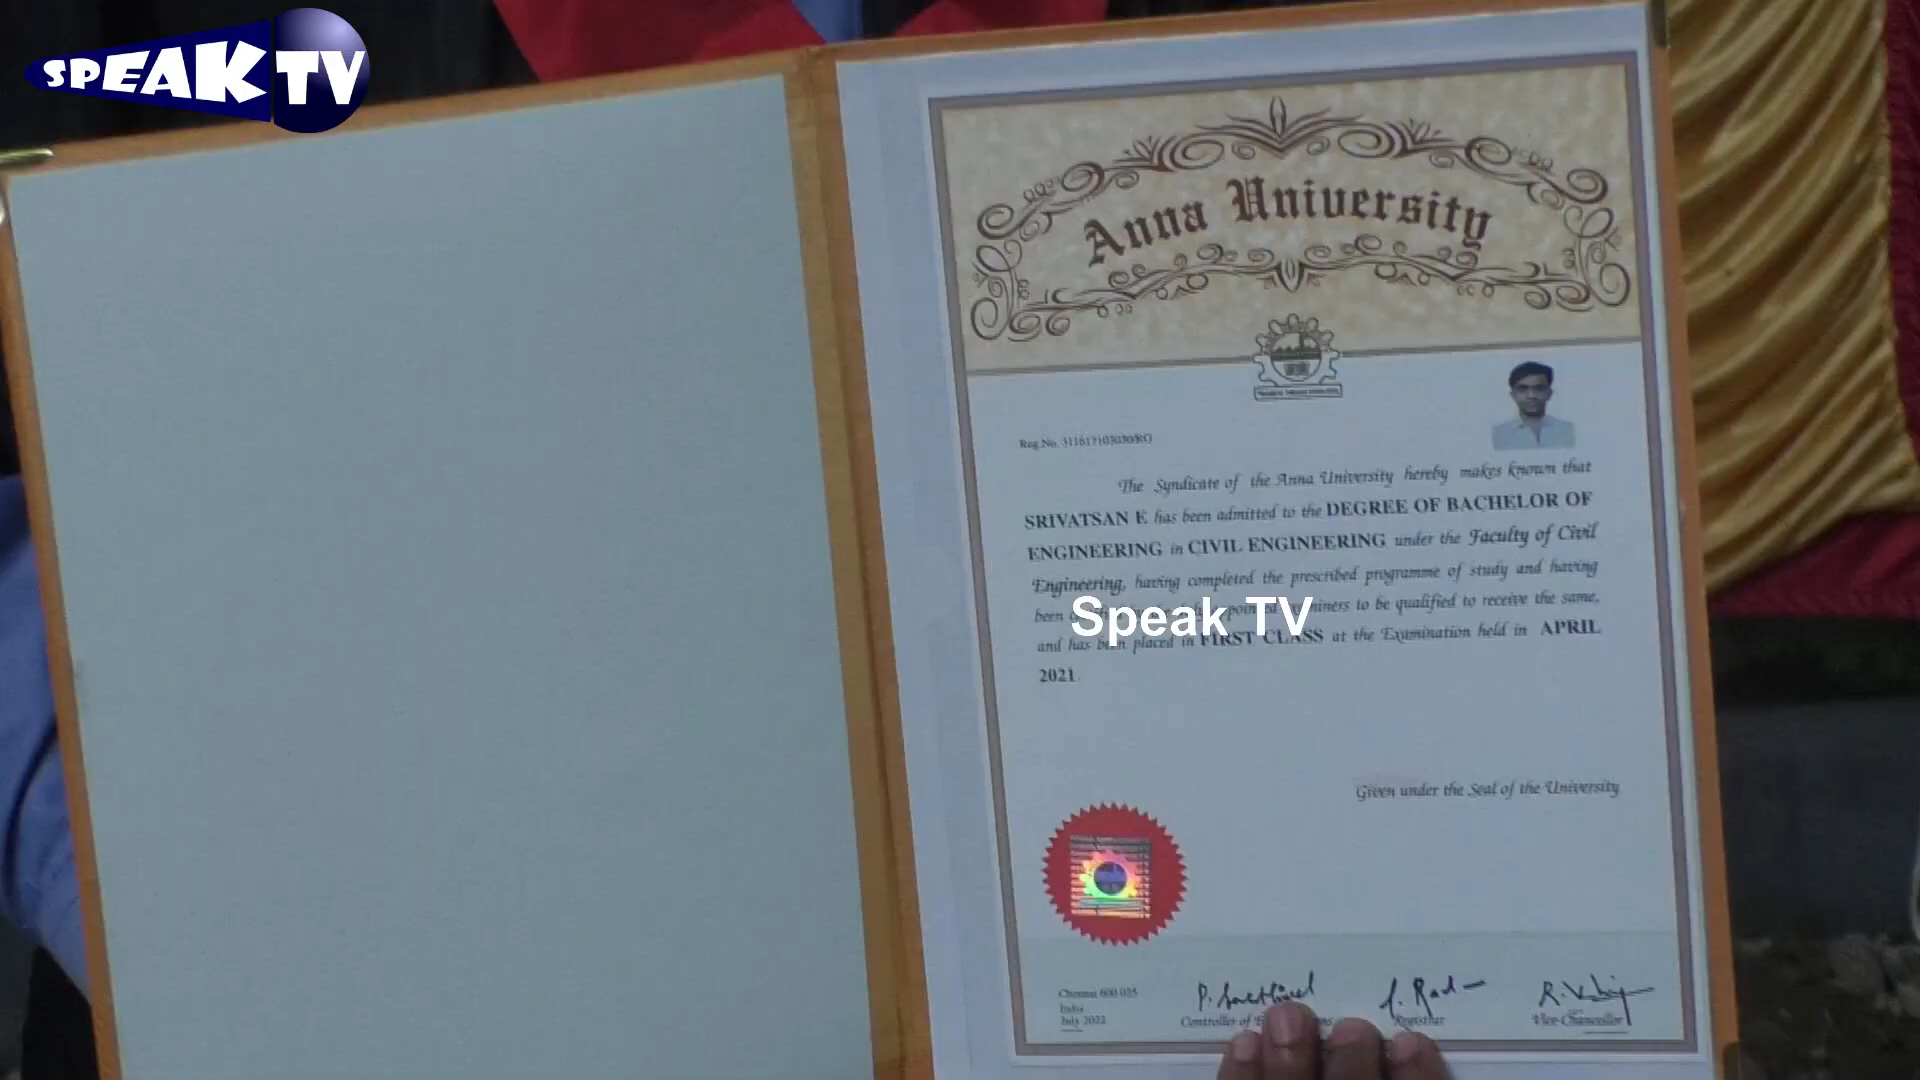 SPEAK TV
Anna University
Reg.No. 311617103030/RG
The Syndicate of the Anna University hereby makes known that
SRIVATSAN E has been admitted to the DEGREE OF BACHELOR OF
ENGINEERING in CIVIL ENGINEERING under the Faculty of Civil
Engineering, having completed the prescribed programme of study and having
been to be qualified to receive the same,
Speak TV
and has been placed in FIRST CLASS at the Examination held in APRIL
2021.
Given under the Seal of the University
Chennai 600 025
India
July 2022
Controller of
Registrar
Vice-Chancellor